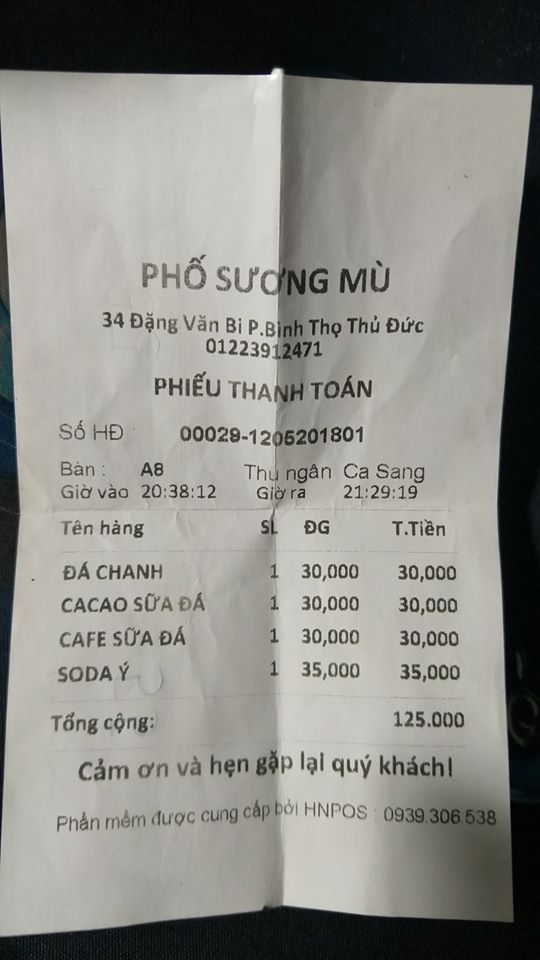 PHỐ SƯƠNG MÙ
34 Đặng Văn Bi P.Bình Thọ Thủ Đức
01223912471
PHIẾU THANH TOÁN
Số HĐ : 00029-1205201801
Bàn : A8 Thu ngân Ca Sang
Giờ vào 20:38:12 Giờ ra 21:29:19
Tên hàng SL ĐG T.Tiền
ĐÁ CHANH 1 30,000 30,000
CACAO SỮA ĐÁ 1 30,000 30,000
CAFE SỮA ĐÁ 1 30,000 30,000
SODA Ý 1 35,000 35,000
Tổng cộng: 125.000
Cảm ơn và hẹn gặp lại quý khách!
Phần mềm được cung cấp bởi HNPOS : 0939.306.538